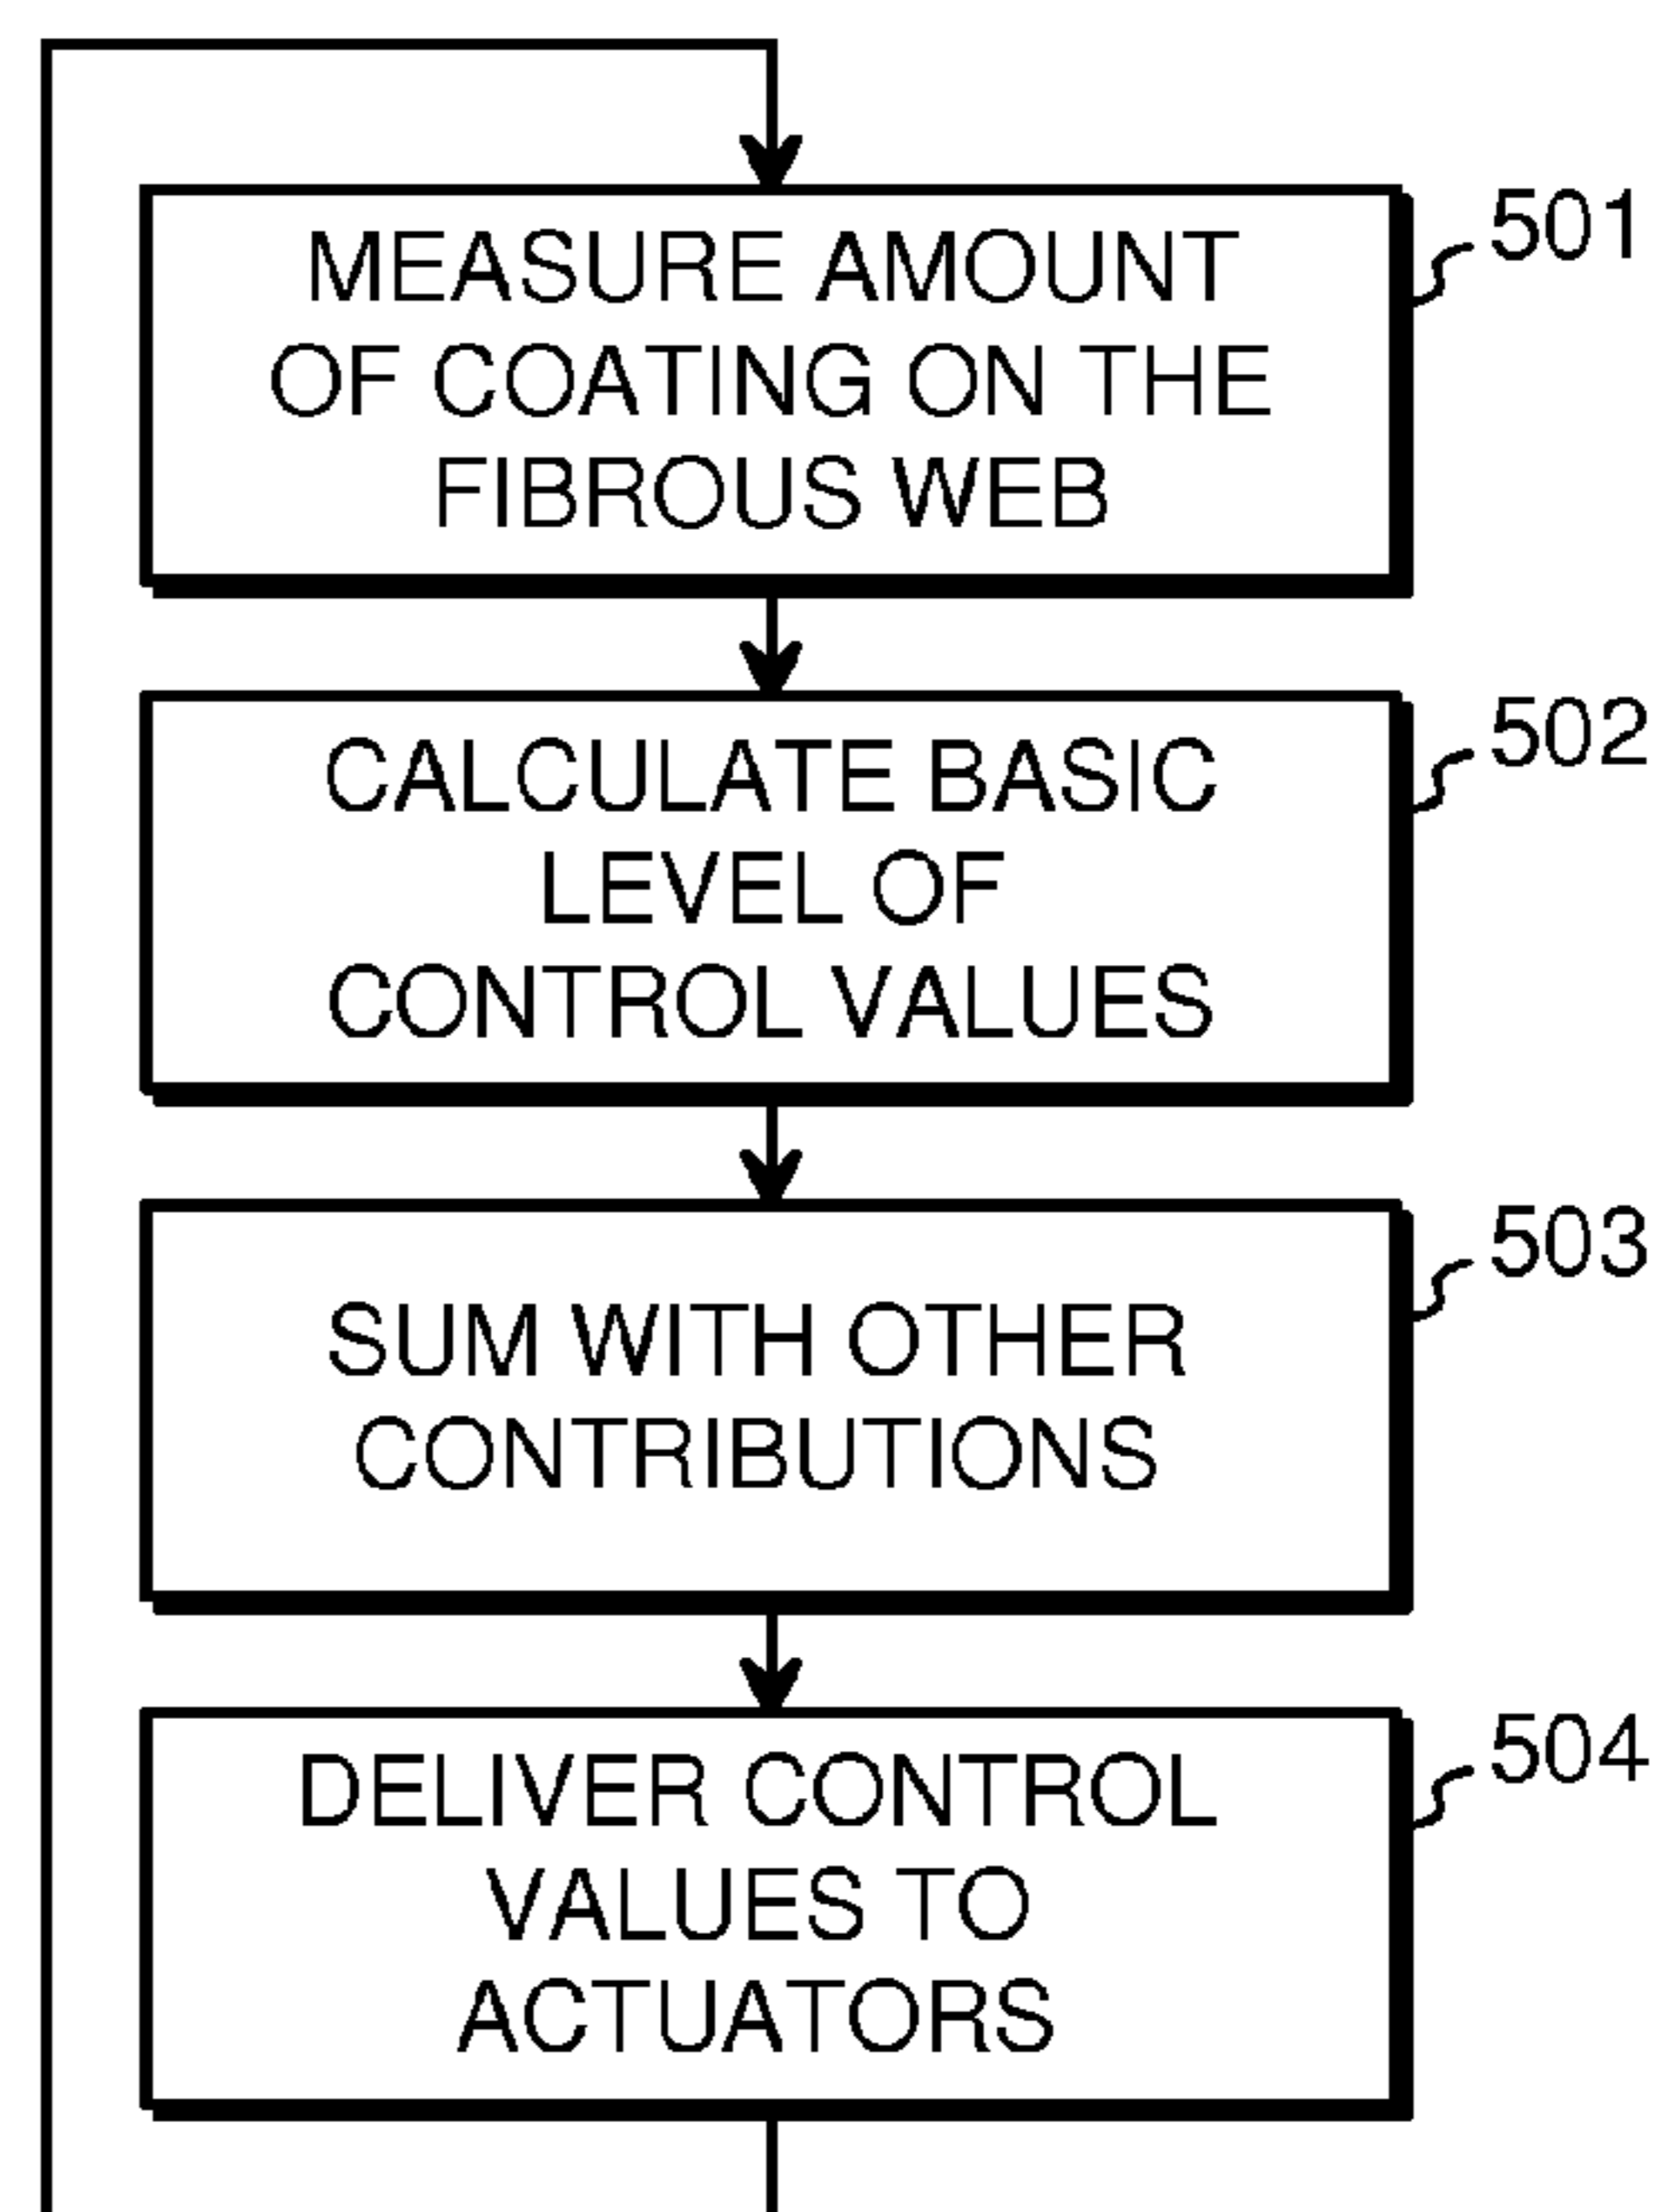 MEASURE AMOUNT
OF COATING ON THE
FIBROUS WEB
501
CALCULATE BASIC
LEVEL OF
CONTROL VALUES
502
SUM WITH OTHER
CONTRIBUTIONS
503
DELIVER CONTROL
VALUES TO
ACTUATORS
504